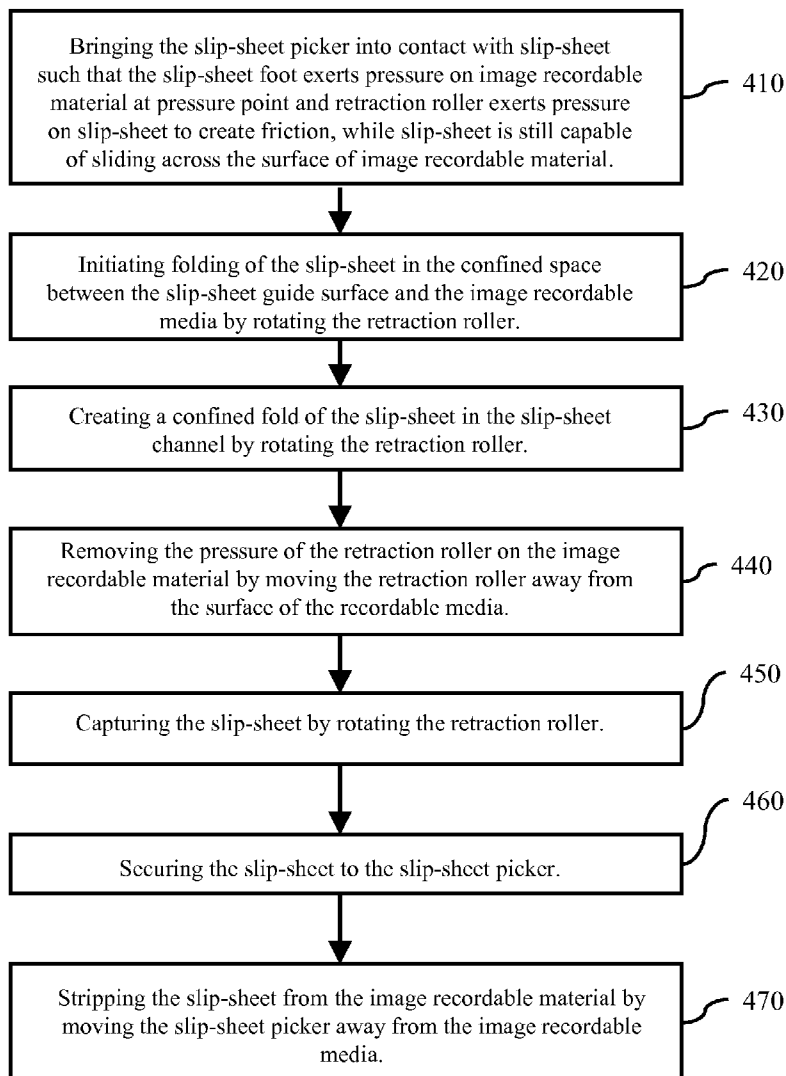 Bringing the slip-sheet picker into contact with slip-sheet
such that the slip-sheet foot exerts pressure on image recordable
material at pressure point and retraction roller exerts pressure
on slip-sheet to create friction, while slip-sheet is still capable
of sliding across the surface of image recordable material.
410
Initiating folding of the slip-sheet in the confined space
between the slip-sheet guide surface and the image recordable
media by rotating the retraction roller.
420
Creating a confined fold of the slip-sheet in the slip-sheet
channel by rotating the retraction roller.
430
Removing the pressure of the retraction roller on the image
recordable material by moving the retraction roller away from
the surface of the recordable media.
440
Capturing the slip-sheet by rotating the retraction roller.
450
Securing the slip-sheet to the slip-sheet picker.
460
Stripping the slip-sheet from the image recordable material by
moving the slip-sheet picker away from the image recordable
media.
470